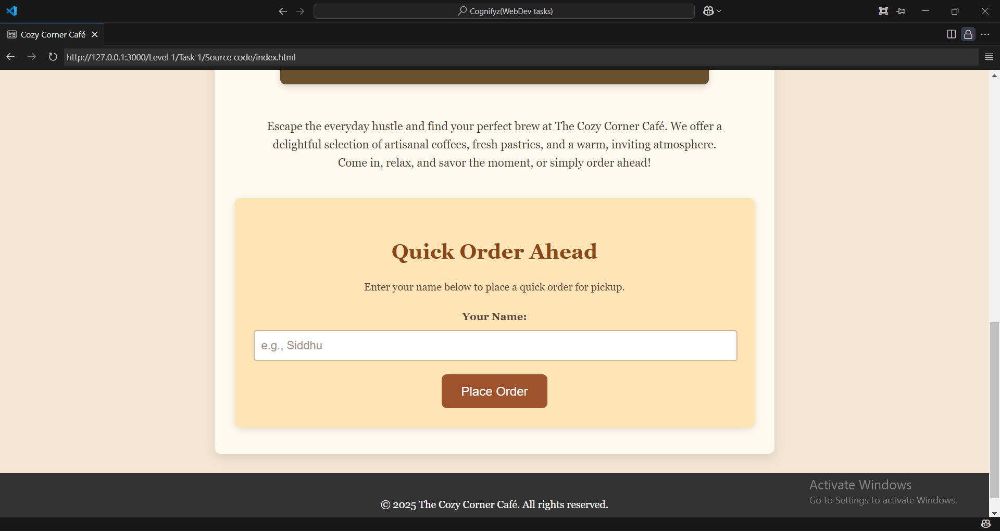 Cognifyz(WebDev tasks)
Cozy Corner Café
http://127.0.0.1:3000/Level 1/Task 1/Source code/index.html
Escape the everyday hustle and find your perfect brew at The Cozy Corner Café. We offer a
delightful selection of artisanal coffees, fresh pastries, and a warm, inviting atmosphere.
Come in, relax, and savor the moment, or simply order ahead!
Quick Order Ahead
Enter your name below to place a quick order for pickup.
Your Name:
e.g., Siddhu
Place Order
Activate Windows
Go to Settings to activate Windows.
© 2025 The Cozy Corner Café. All rights reserved.